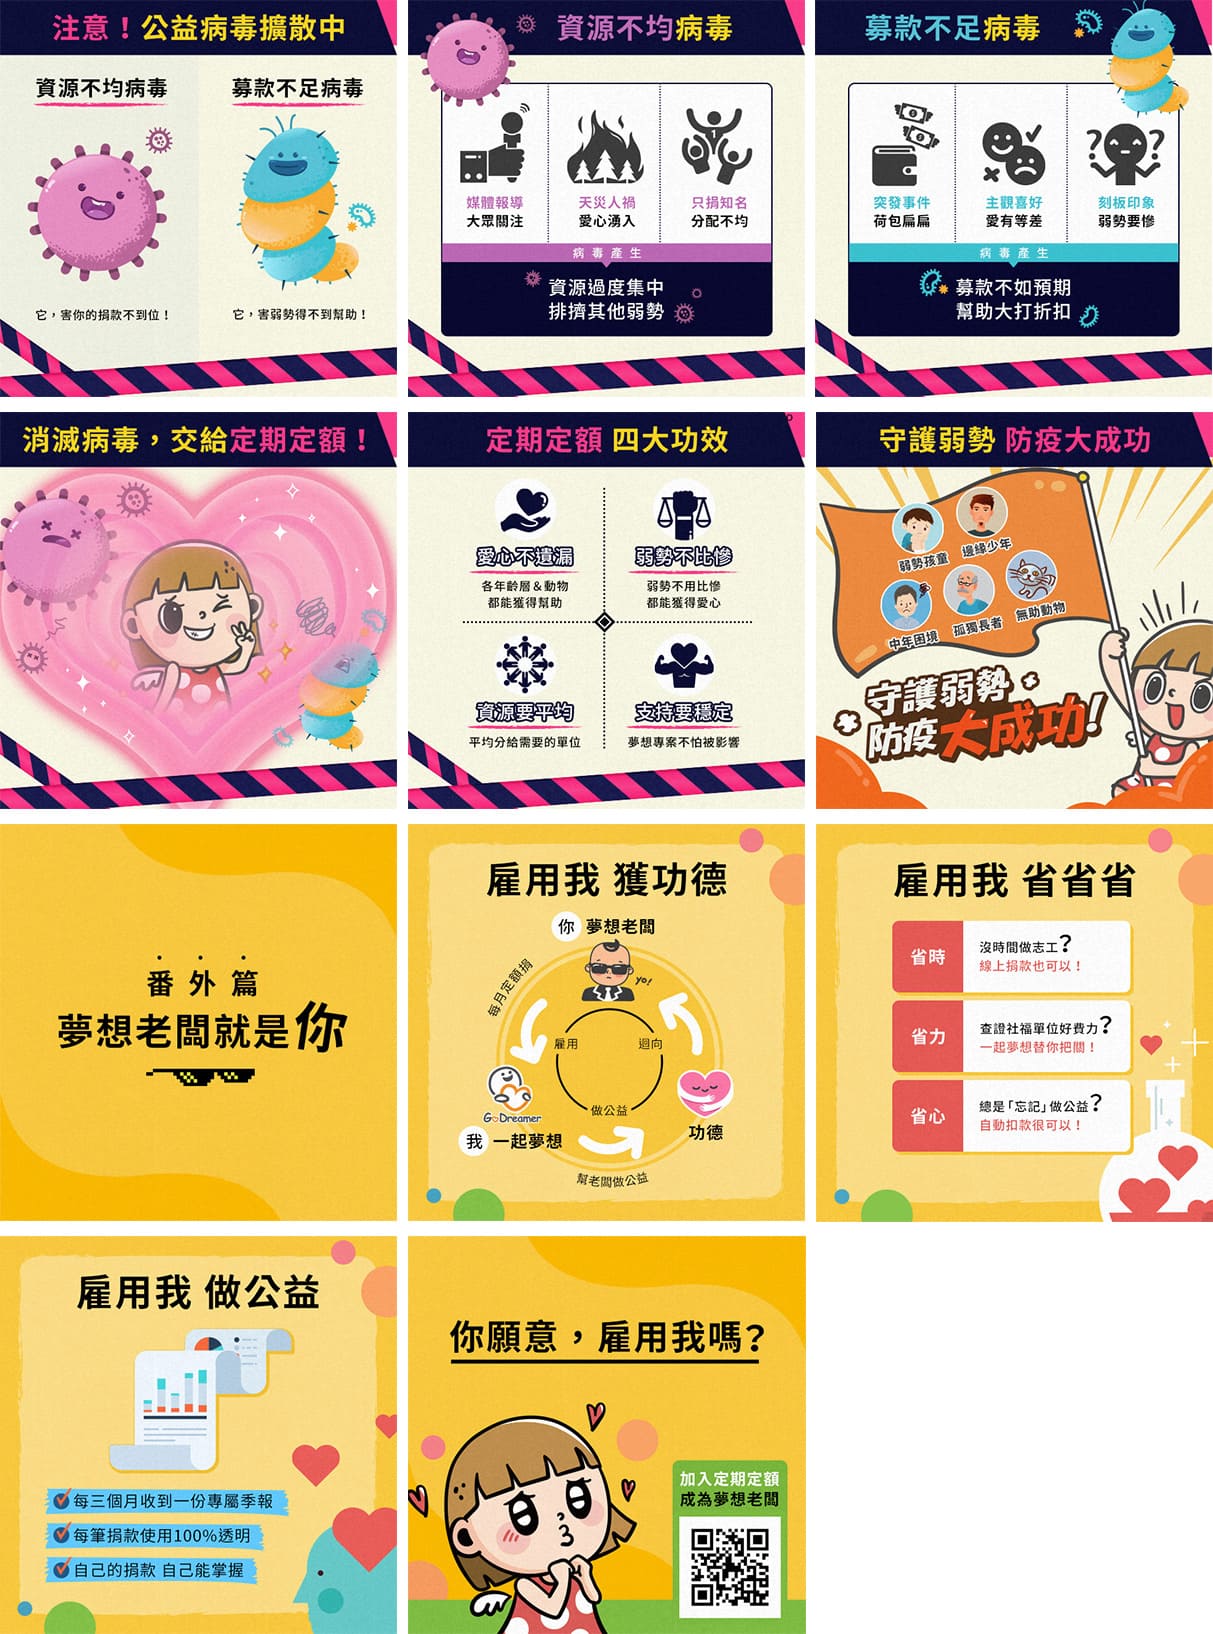 注意！公益病毒擴散中
資源不均病毒
募款不足病毒
它，害你的捐款不到位！
它，害弱勢得不到幫助！
資源不均病毒
媒體報導
大眾關注
天災人禍
愛心湧入
只捐知名
分配不均
病毒產生
資源過度集中
排擠其他弱勢
募款不足病毒
突發事件
荷包扁扁
主觀喜好
愛有等差
刻板印象
弱勢要慘
病毒產生
募款不如預期
幫助大打折扣
消滅病毒，交給定期定額！
定期定額 四大功效
愛心不遺漏
各年齡層＆動物
都能獲得幫助
弱勢不比慘
弱勢不用比慘
都能獲得愛心
資源要平均
平均分給需要的單位
支持要穩定
夢想專案不怕被影響
守護弱勢 防疫大成功
弱勢孩童
邊緣少年
中年困境
孤獨長者
無助動物
守護弱勢
防疫大成功！
番外篇
夢想老闆就是你
雇用我 獲功德
你 夢想老闆
yo!
每月定額捐
雇用
迴向
做公益
GoDreamer
我 一起夢想
功德
幫老闆做公益
雇用我 省省省
省時
沒時間做志工？
線上捐款也可以！
省力
查證社福單位好費力？
一起夢想替你把關！
省心
總是「忘記」做公益？
自動扣款很可以！
雇用我 做公益
每三個月收到一份專屬季報
每筆捐款使用100%透明
自己的捐款 自己能掌握
你願意，雇用我嗎？
加入定期定額
成為夢想老闆